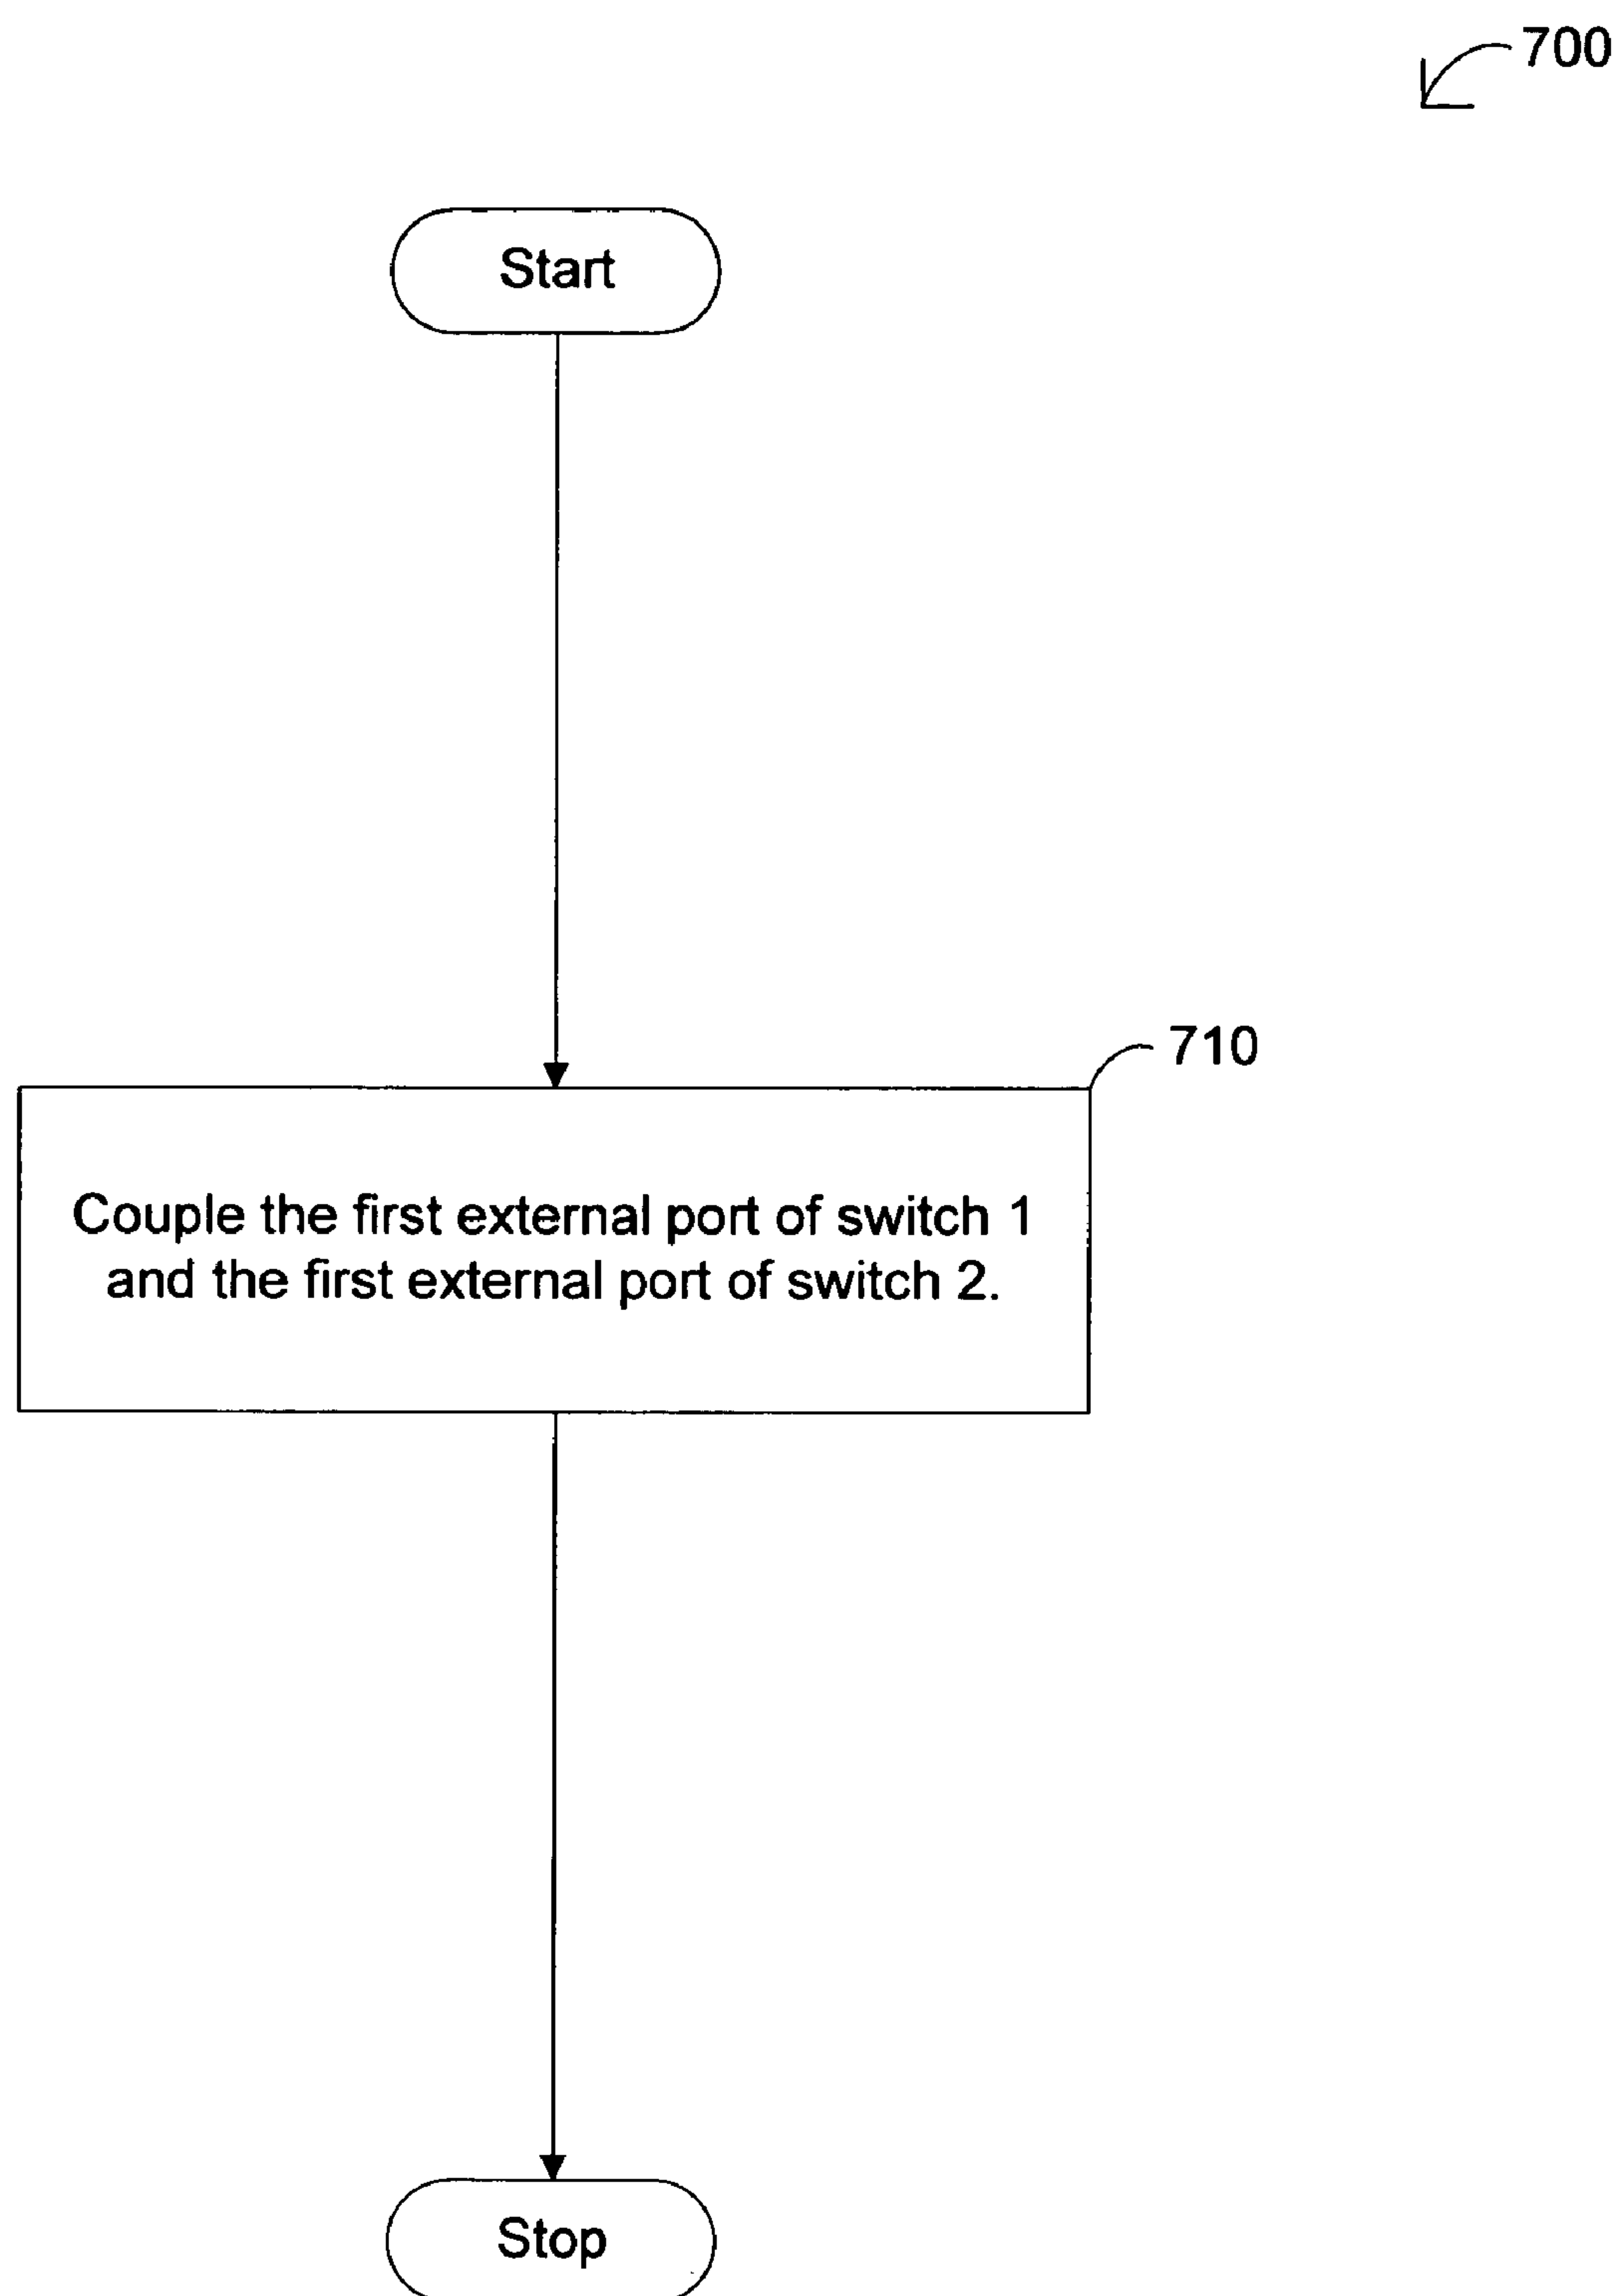 700
Start
710
Couple the first external port of switch 1
and the first external port of switch 2.
Stop